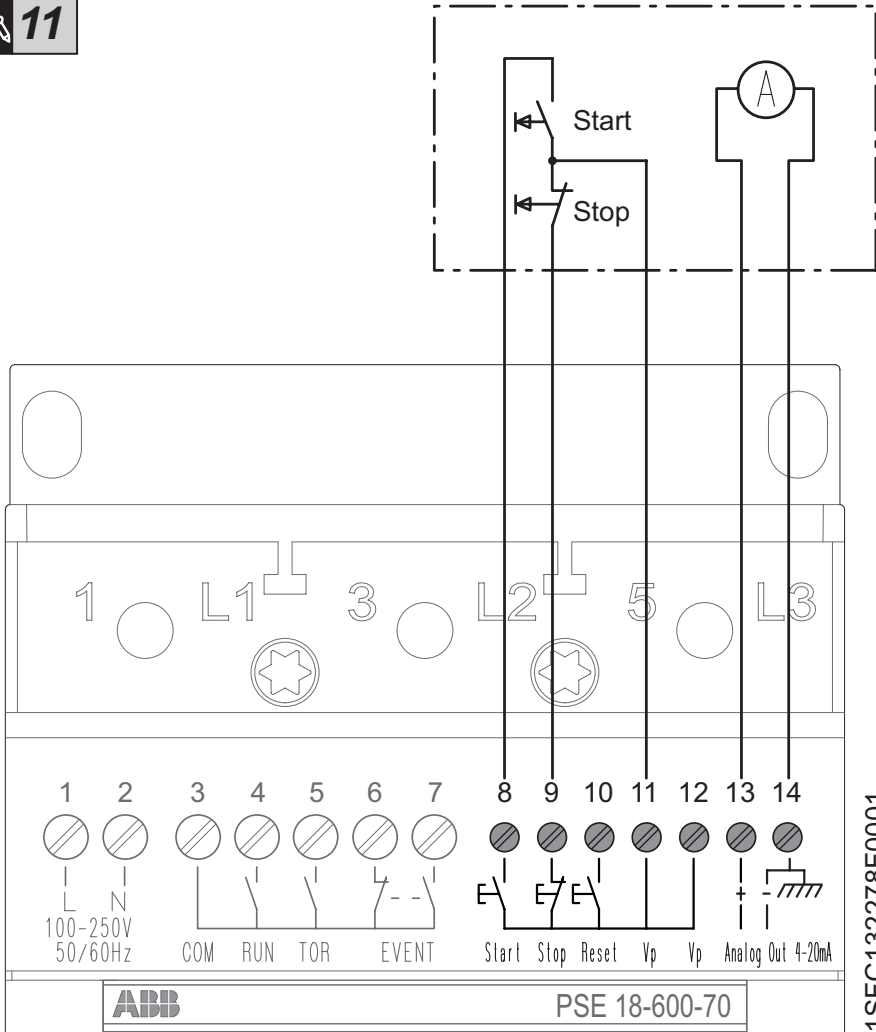 11
A
Start
Stop
1 L1 3 L2 5 L3
1 2 3 4 5 6 7 8 9 10 11 12 13 14
L N + -
100-250V
50/60Hz COM RUN TOR EVENT Start Stop Reset Vp Vp Analog Out 4-20mA
ABB PSE 18-600-70